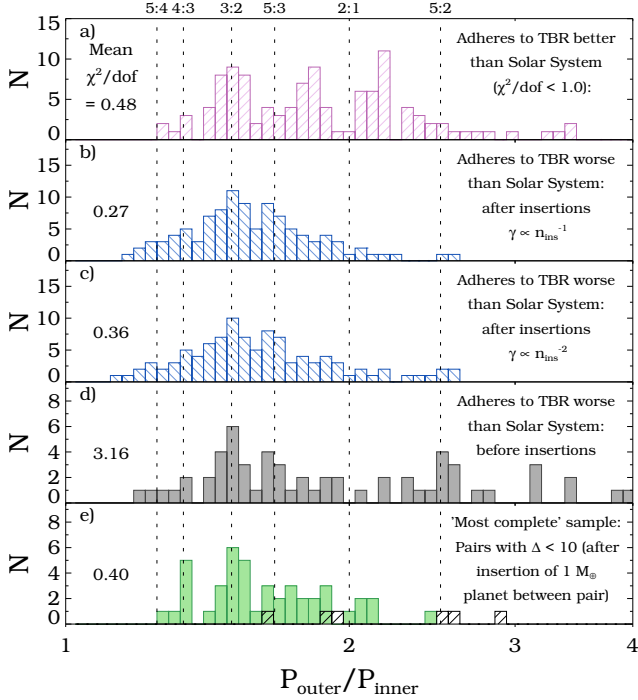 5:4 4:3 3:2 5:3 2:1 5:2
a)
Mean
χ²/dof
= 0.48
Adheres to TBR better
than Solar System
(χ²/dof < 1.0):
N
15
10
5
0
b)
0.27
Adheres to TBR worse
than Solar System:
after insertions
γ ∝ n_ins⁻¹
N
15
10
5
0
c)
0.36
Adheres to TBR worse
than Solar System:
after insertions
γ ∝ n_ins⁻²
N
15
10
5
0
d)
3.16
Adheres to TBR worse
than Solar System:
before insertions
N
8
6
4
2
0
e)
0.40
'Most complete' sample:
Pairs with Δ < 10 (after
insertion of 1 M⊕
planet between pair)
N
8
6
4
2
0
1 2 3 4
P_outer/P_inner